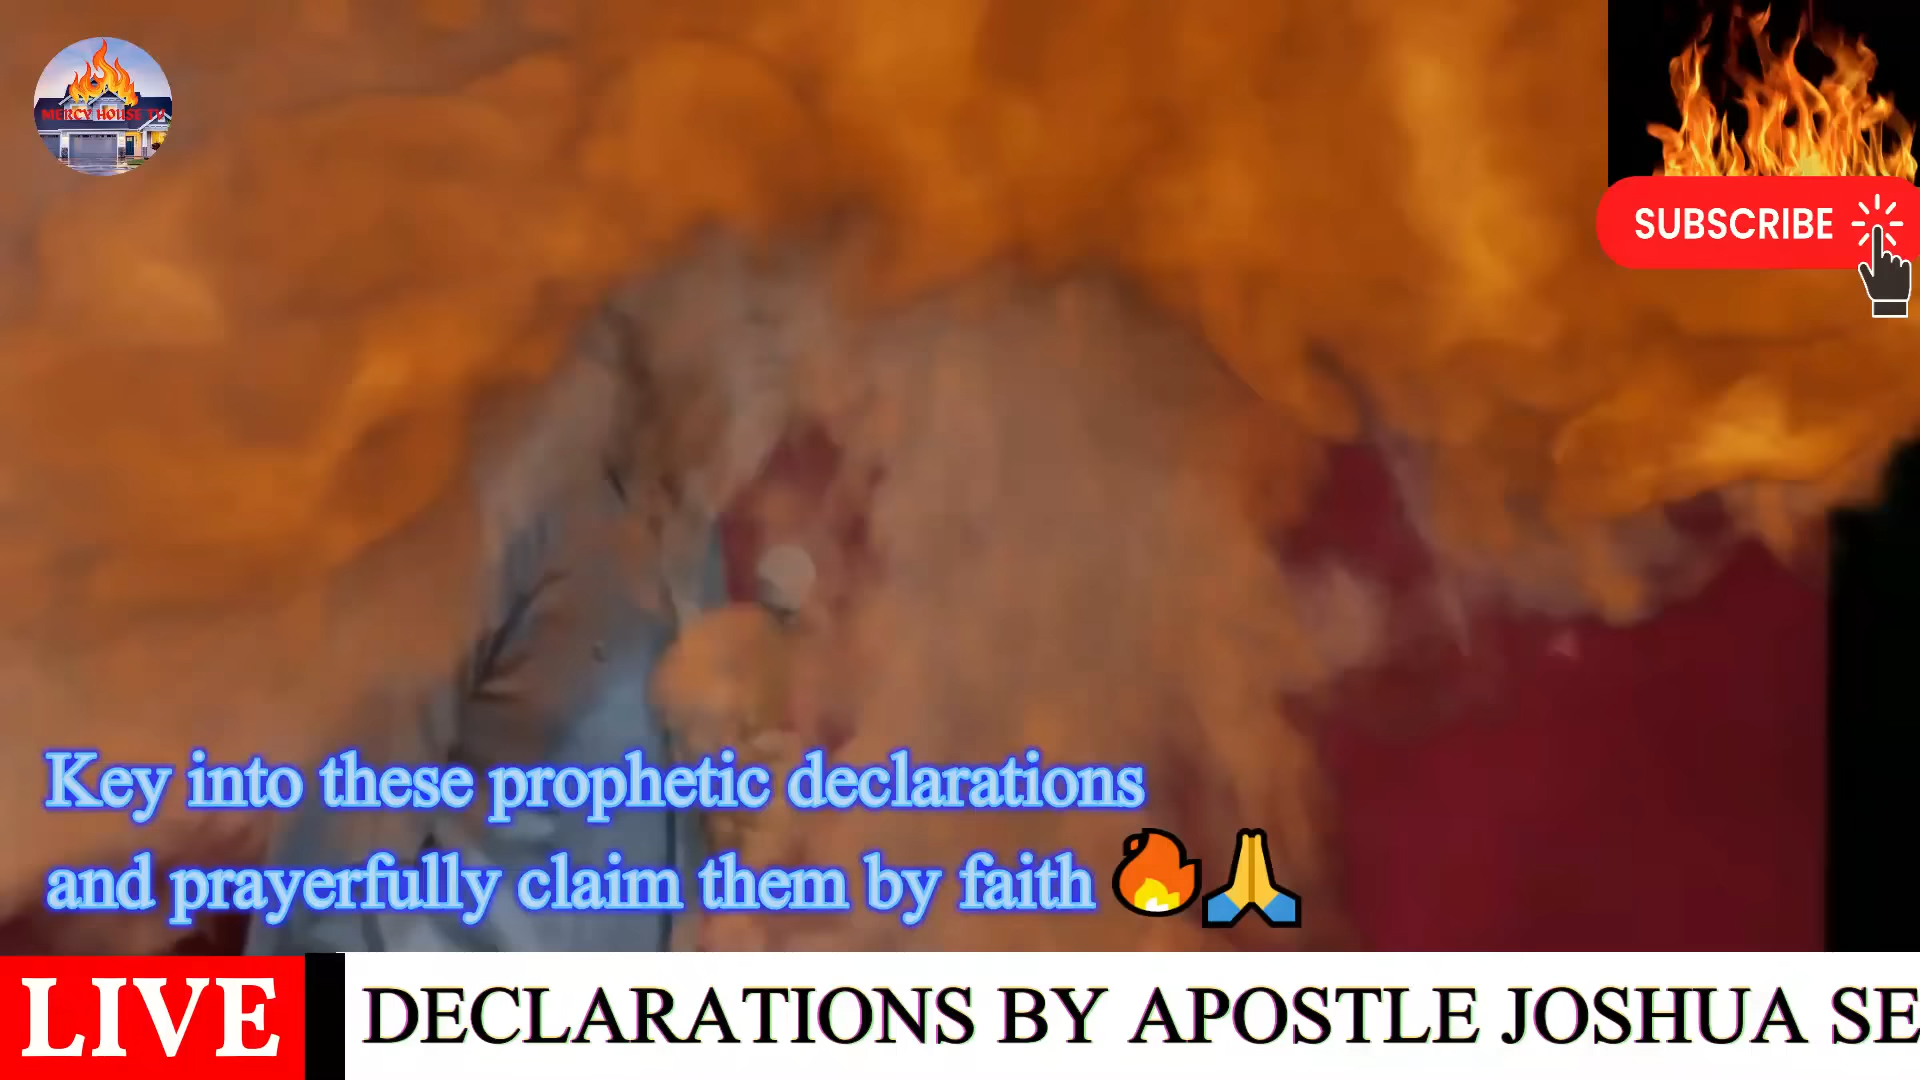 MERCY HOUSE TV
SUBSCRIBE
Key into these prophetic declarations
and prayerfully claim them by faith 🔥🙏
LIVE
DECLARATIONS BY APOSTLE JOSHUA SE